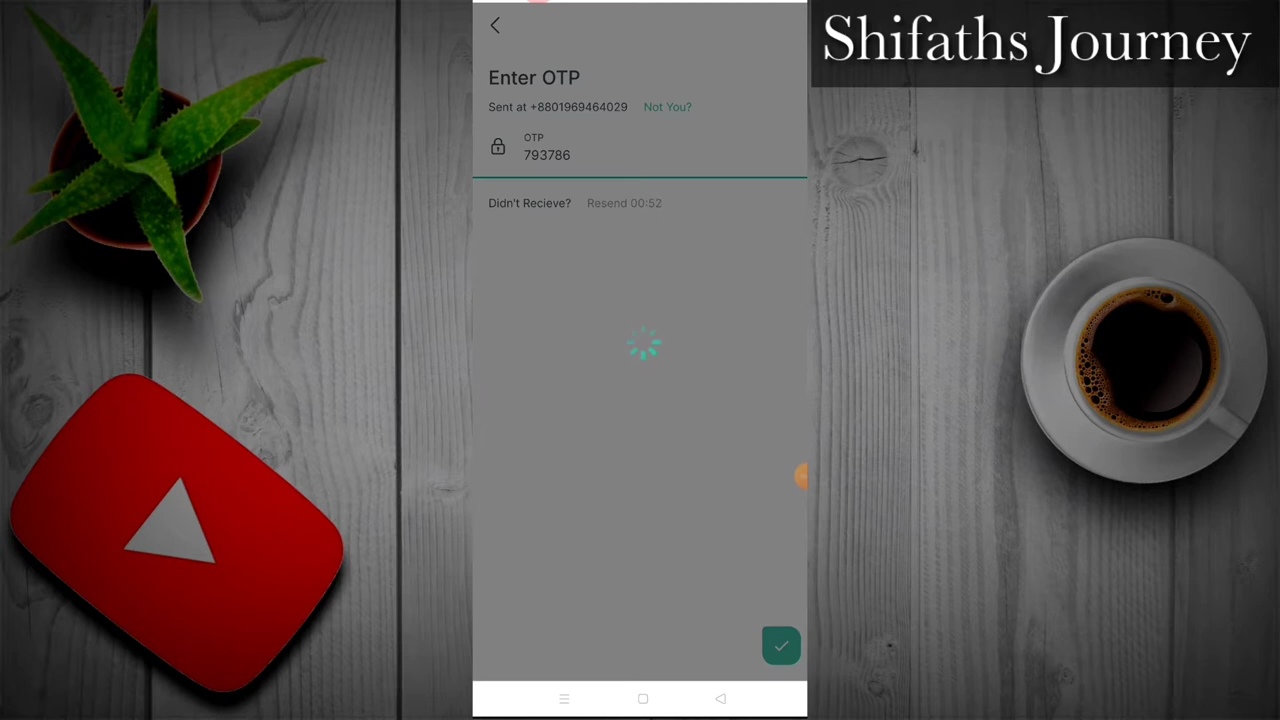 Shifaths Journey
Enter OTP
Sent at +8801969464029 Not You?
OTP
793786
Didn't Recieve? Resend 00:52